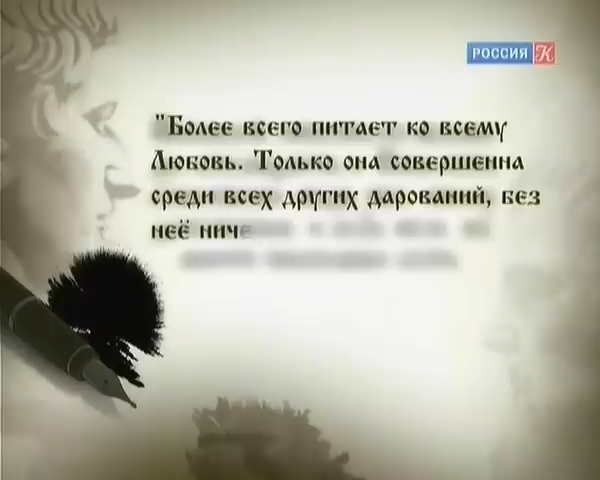 РОССИЯ К
"Более всего питает ко всему
Любовь. Только она совершенна
среди всех других дарований, без
неё нич